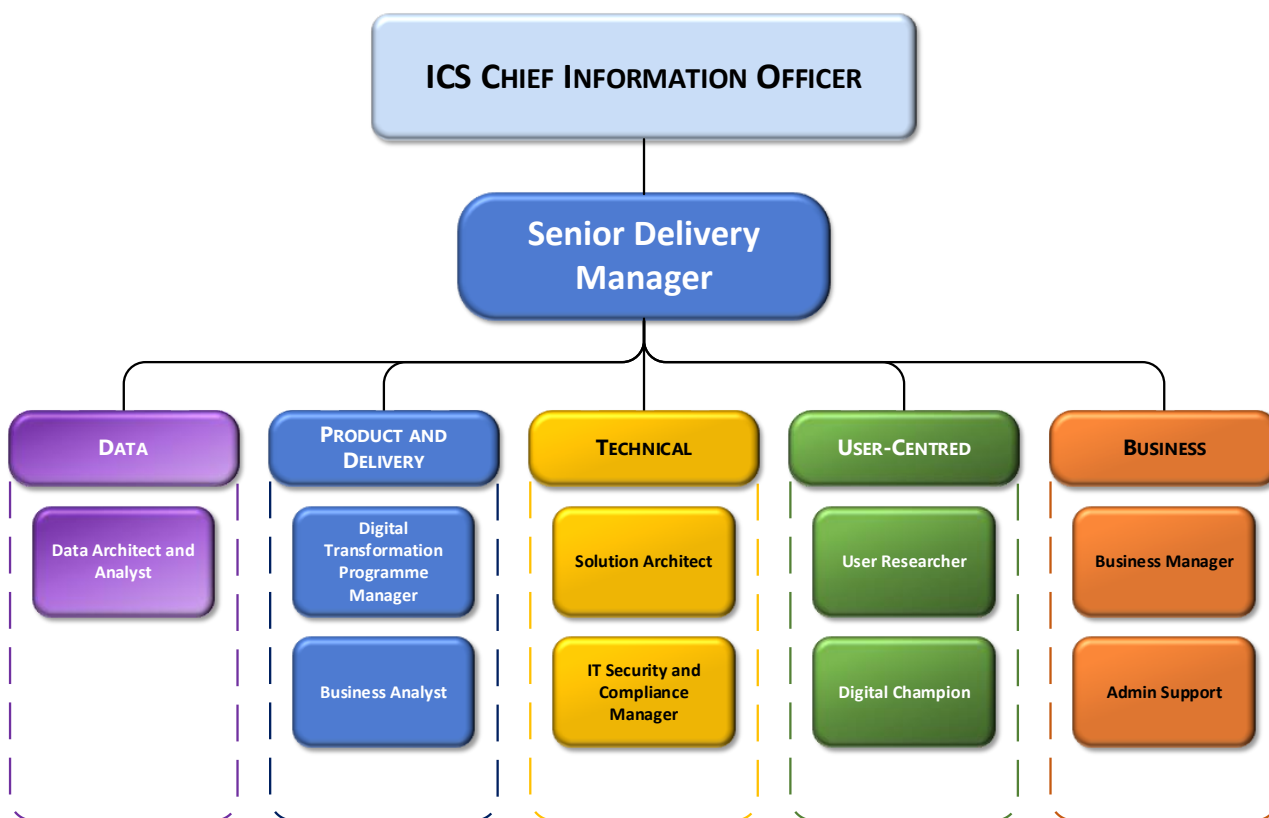 ICS CHIEF INFORMATION OFFICER
Senior Delivery
Manager
DATA
PRODUCT AND
DELIVERY
TECHNICAL
USER-CENTRED
BUSINESS
Data Architect and
Analyst
Digital
Transformation
Programme
Manager
Solution Architect
User Researcher
Business Manager
Business Analyst
IT Security and
Compliance
Manager
Digital Champion
Admin Support